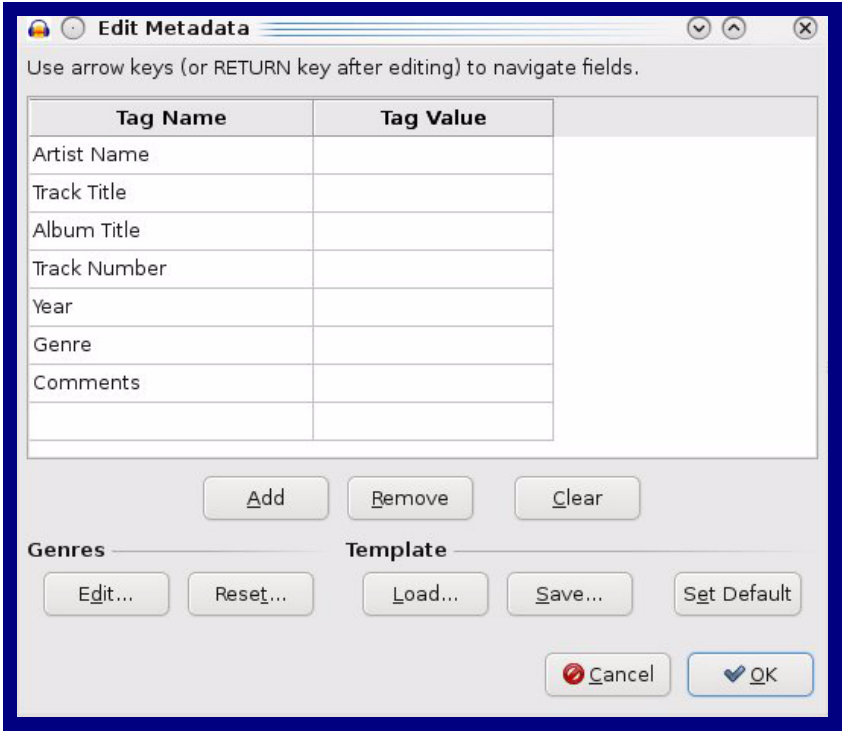 Edit Metadata
Use arrow keys (or RETURN key after editing) to navigate fields.
Tag Name Tag Value
Artist Name
Track Title
Album Title
Track Number
Year
Genre
Comments
Add Remove Clear
Genres Template
Edit... Reset... Load... Save... Set Default
Cancel OK